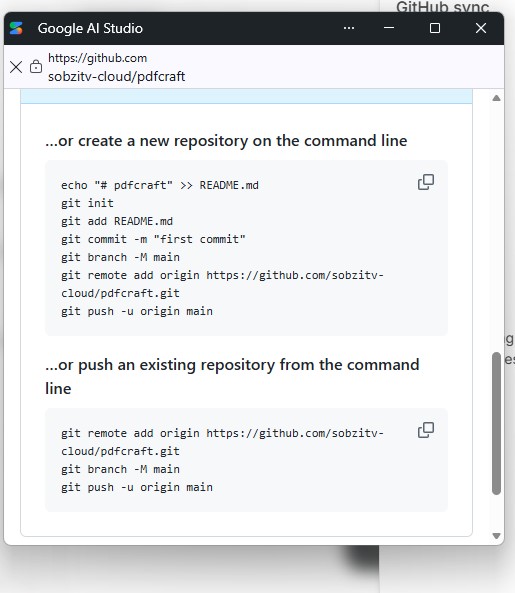 GitHub sync
Google AI Studio
https://github.com
sobzitv-cloud/pdfcraft
...or create a new repository on the command line
echo "# pdfcraft" >> README.md
git init
git add README.md
git commit -m "first commit"
git branch -M main
git remote add origin https://github.com/sobzitv-
cloud/pdfcraft.git
git push -u origin main
...or push an existing repository from the command
line
git remote add origin https://github.com/sobzitv-
cloud/pdfcraft.git
git branch -M main
git push -u origin main